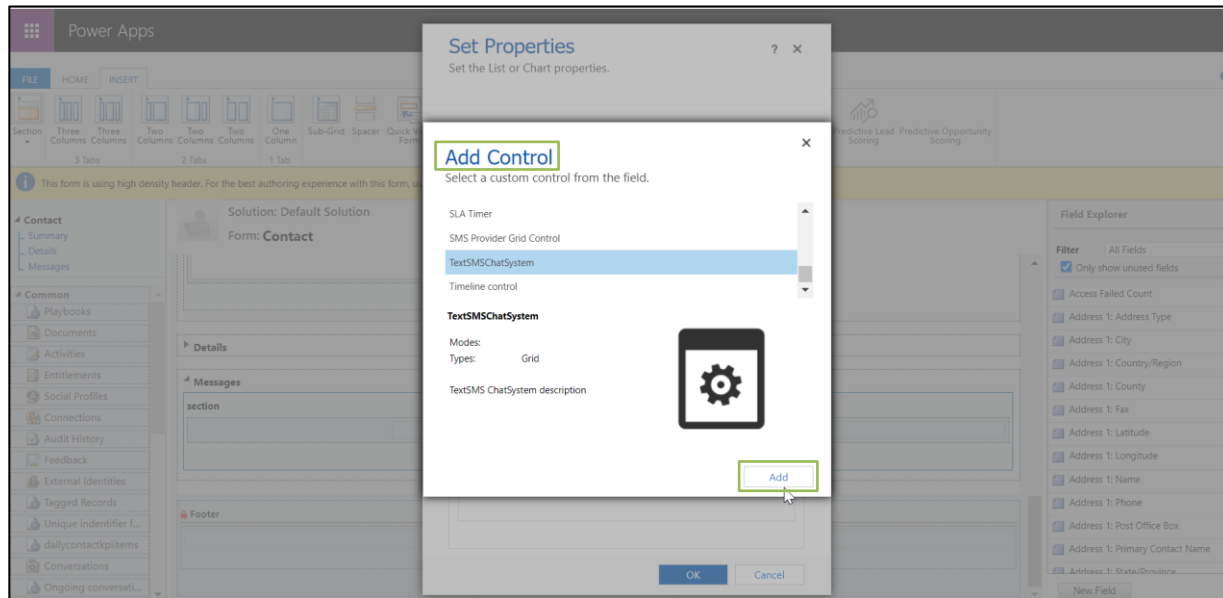 Power Apps
FILE HOME INSERT
Section Three Columns Three Columns Two Columns Two Columns Two Columns One Column Sub-Grid Spacer Quick
3 Tabs 2 Tabs 1 Tab
Predictive Lead Scoring Predictive Opportunity Scoring
This form is using high density header. For the best authoring experience with this form,
Contact
Summary
Details
Messages
Common
Playbooks
Documents
Activities
Entitlements
Social Profiles
Connections
Audit History
Feedback
External Identities
Tagged Records
Unique indentifier f...
dailycontactkpiitems
Conversations
Ongoing conversati...
Solution: Default Solution
Form: Contact
Details
Messages
section
Footer
Set Properties
? ×
Set the List or Chart properties.
Add Control
×
Select a custom control from the field.
SLA Timer
SMS Provider Grid Control
TextSMSChatSystem
Timeline control
TextSMSChatSystem
Modes:
Types: Grid
TextSMS ChatSystem description
Add
OK Cancel
Field Explorer
Filter All Fields
Only show unused fields
Access Failed Count
Address 1: Address Type
Address 1: City
Address 1: Country/Region
Address 1: County
Address 1: Fax
Address 1: Latitude
Address 1: Longitude
Address 1: Name
Address 1: Phone
Address 1: Post Office Box
Address 1: Primary Contact Name
Address 1: State/Province
New Field